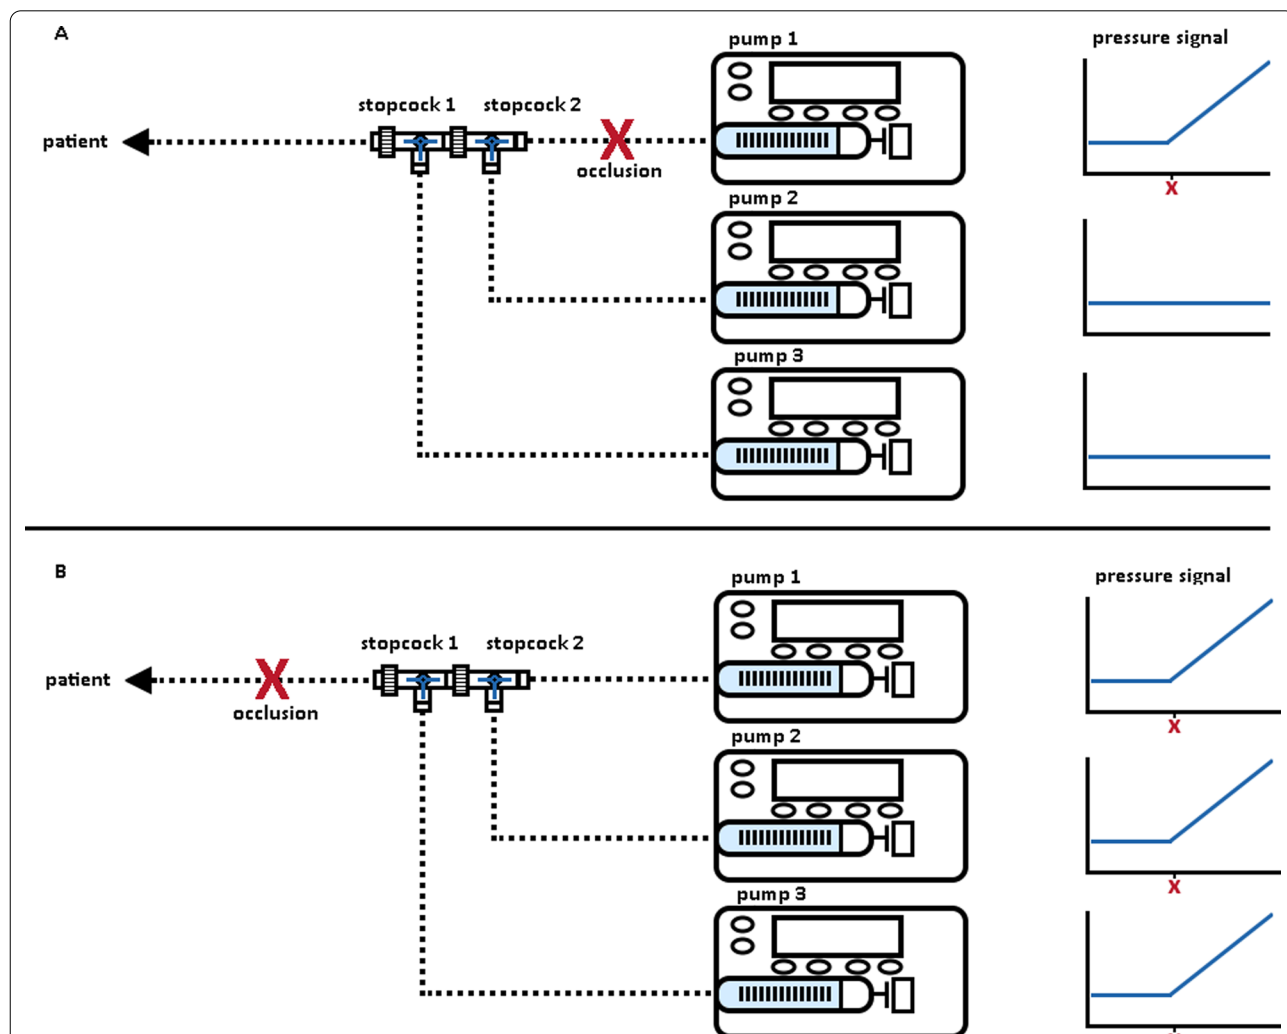 A
pump 1
pressure signal
stopcock 1
stopcock 2
patient
X
occlusion
X
pump 2
pump 3
B
pump 1
pressure signal
stopcock 1
stopcock 2
patient
X
occlusion
X
pump 2
X
pump 3